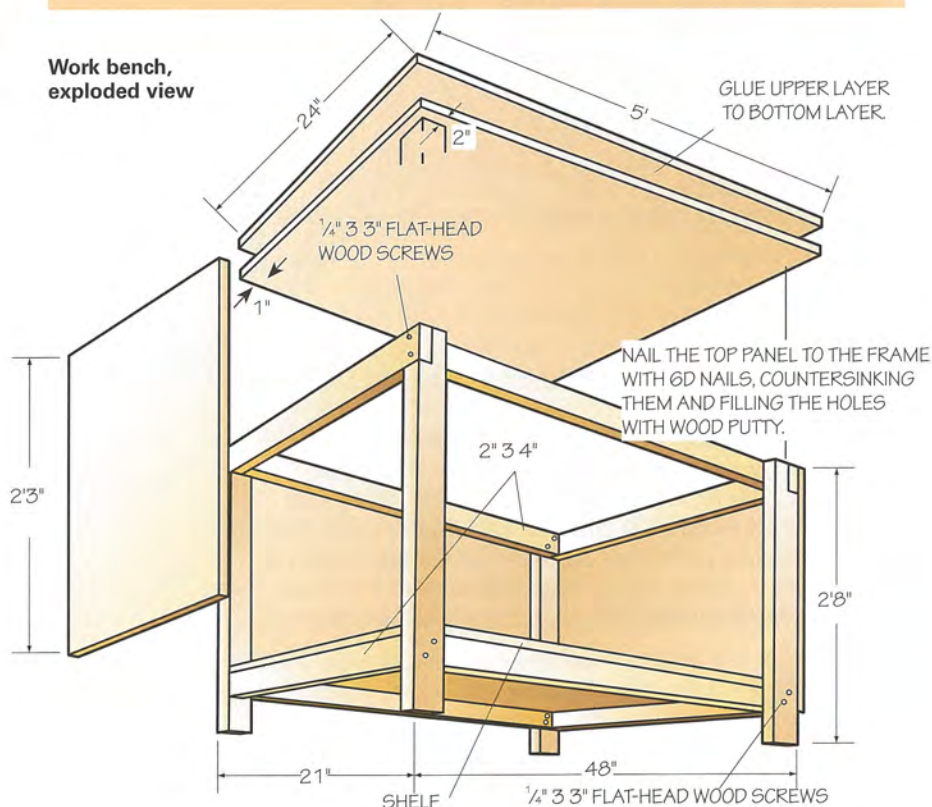 Work bench,
exploded view
24"
5'
GLUE UPPER LAYER
TO BOTTOM LAYER.
2"
1/4" 3 3" FLAT-HEAD
WOOD SCREWS
1"
NAIL THE TOP PANEL TO THE FRAME
WITH 6D NAILS, COUNTERSINKING
THEM AND FILLING THE HOLES
WITH WOOD PUTTY.
2" 3 4"
2'3"
2'8"
21"
48"
SHELF
1/4" 3 3" FLAT-HEAD WOOD SCREWS